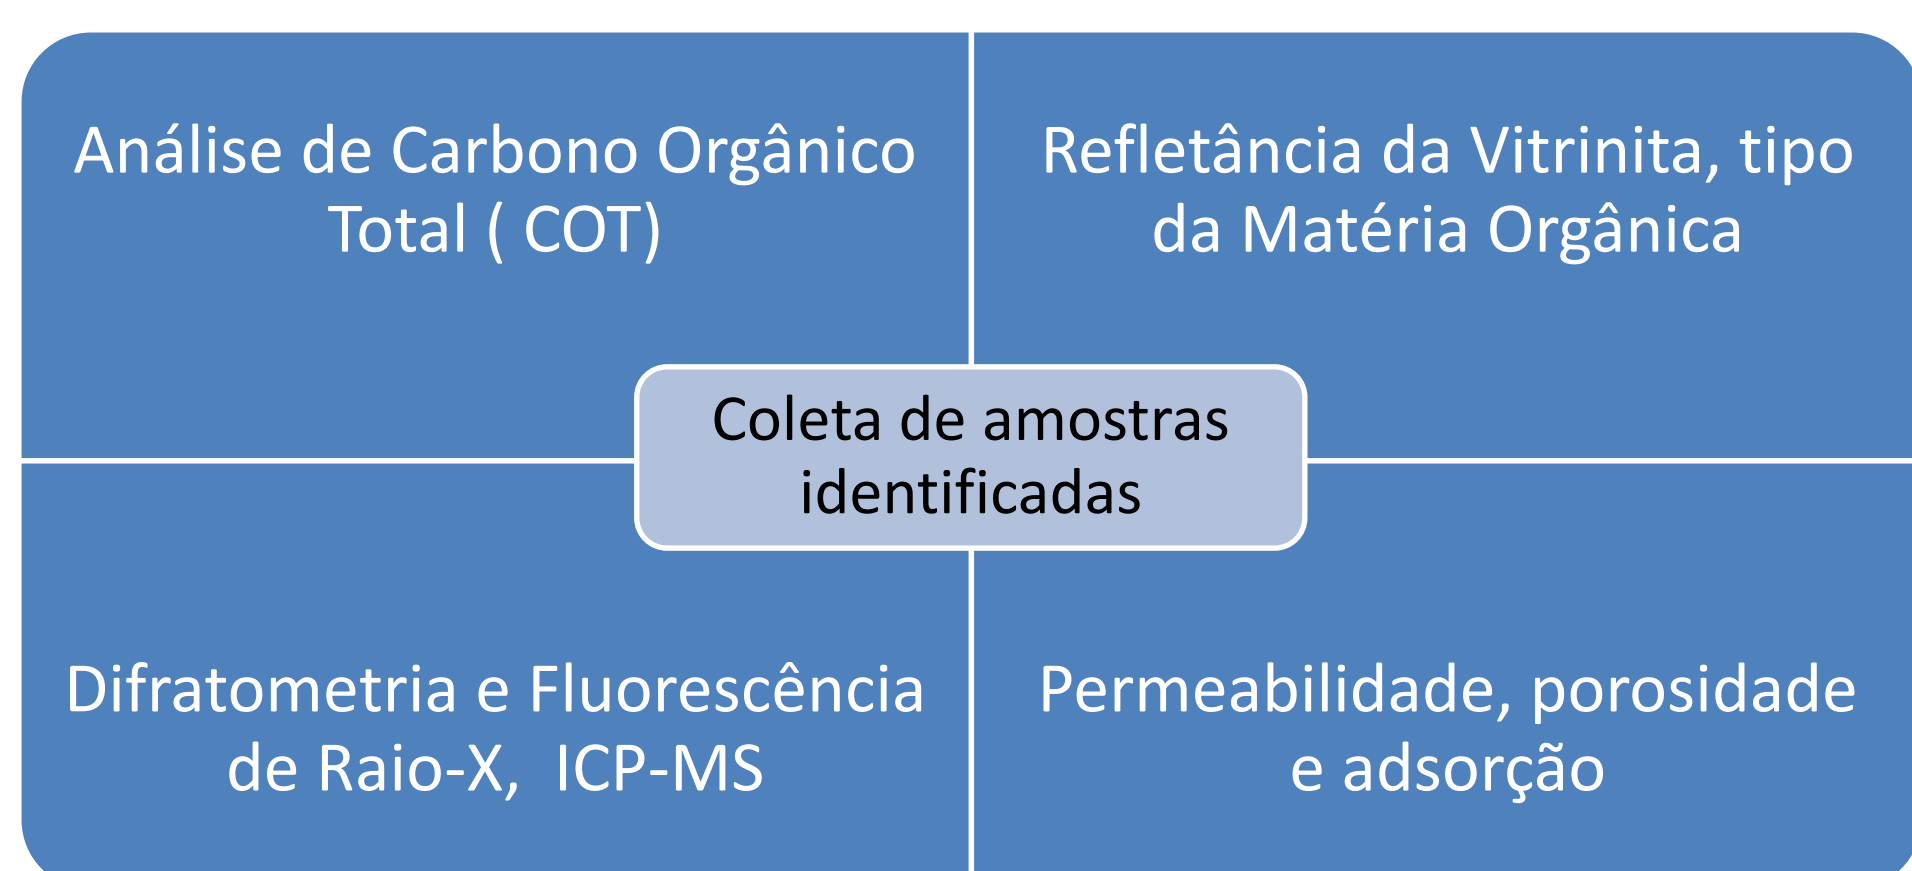 Análise de Carbono Orgânico
Total ( COT)
Refletância da Vitrinita, tipo
da Matéria Orgânica
Coleta de amostras
identificadas
Difratometria e Fluorescência
de Raio-X,  ICP-MS
Permeabilidade, porosidade
e adsorção